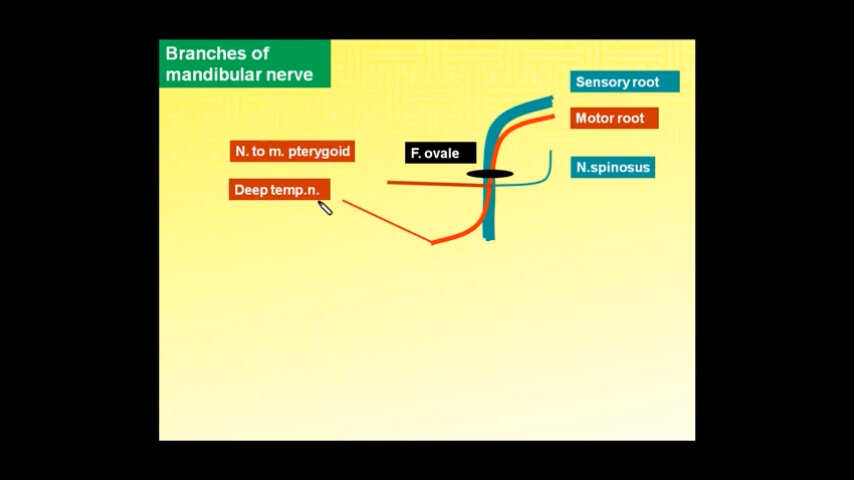 Branches of
mandibular nerve
Sensory root
Motor root
N. to m. pterygoid
F. ovale
N.spinosus
Deep temp.n.